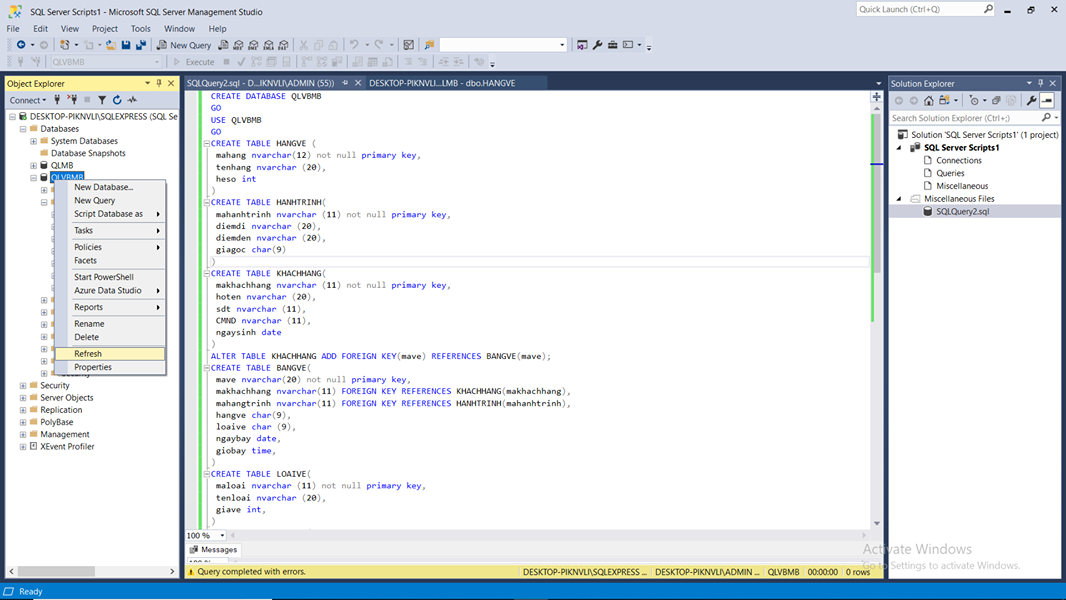 SQL Server Scripts1 - Microsoft SQL Server Management Studio
Quick Launch (Ctrl+Q)
File Edit View Project Tools Window Help
New Query
QLVBMB
Execute
Object Explorer
Connect
DESKTOP-PIKNVLI\SQLEXPRESS (SQL Se
Databases
System Databases
Database Snapshots
QLMB
QLVBMB
New Database...
New Query
Script Database as
Tasks
Policies
Facets
Start PowerShell
Azure Data Studio
Reports
Rename
Delete
Refresh
Properties
Security
Server Objects
Replication
PolyBase
Management
XEvent Profiler
SQLQuery2.sql - D...IKNVLI\ADMIN (55))
DESKTOP-PIKNVLI...LMB - dbo.HANGVE
CREATE DATABASE QLVBMB
GO
USE QLVBMB
GO
CREATE TABLE HANGVE (
mahang nvarchar(12) not null primary key,
tenhang nvarchar (20),
heso int
)
CREATE TABLE HANHTRINH(
mahanhtrinh nvarchar (11) not null primary key,
diemdi nvarchar (20),
diemden nvarchar (20),
giagoc char(9)
)
CREATE TABLE KHACHHANG(
makhachhang nvarchar (11) not null primary key,
hoten nvarchar (20),
sdt nvarchar (11),
CMND nvarchar (11),
ngaysinh date
)
ALTER TABLE KHACHHANG ADD FOREIGN KEY(mave) REFERENCES BANGVE(mave);
CREATE TABLE BANGVE(
mave nvarchar(20) not null primary key,
makhachhang nvarchar(11) FOREIGN KEY REFERENCES KHACHHANG(makhachhang),
mahangtrinh nvarchar(11) FOREIGN KEY REFERENCES HANHTRINH(mahanhtrinh),
hangve char(9),
loaive char (9),
ngaybay date,
giobay time,
)
CREATE TABLE LOAIVE(
maloai nvarchar (11) not null primary key,
tenloai nvarchar (20),
giave int,
)
100 %
Messages
Query completed with errors.
DESKTOP-PIKNVLI\SQLEXPRESS ... DESKTOP-PIKNVLI\ADMIN ... QLVBMB 00:00:00 0 rows
Solution Explorer
Search Solution Explorer (Ctrl+;)
Solution 'SQL Server Scripts1' (1 project)
SQL Server Scripts1
Connections
Queries
Miscellaneous
Miscellaneous Files
SQLQuery2.sql
Activate Windows
Go to Settings to activate Windows.
Ready